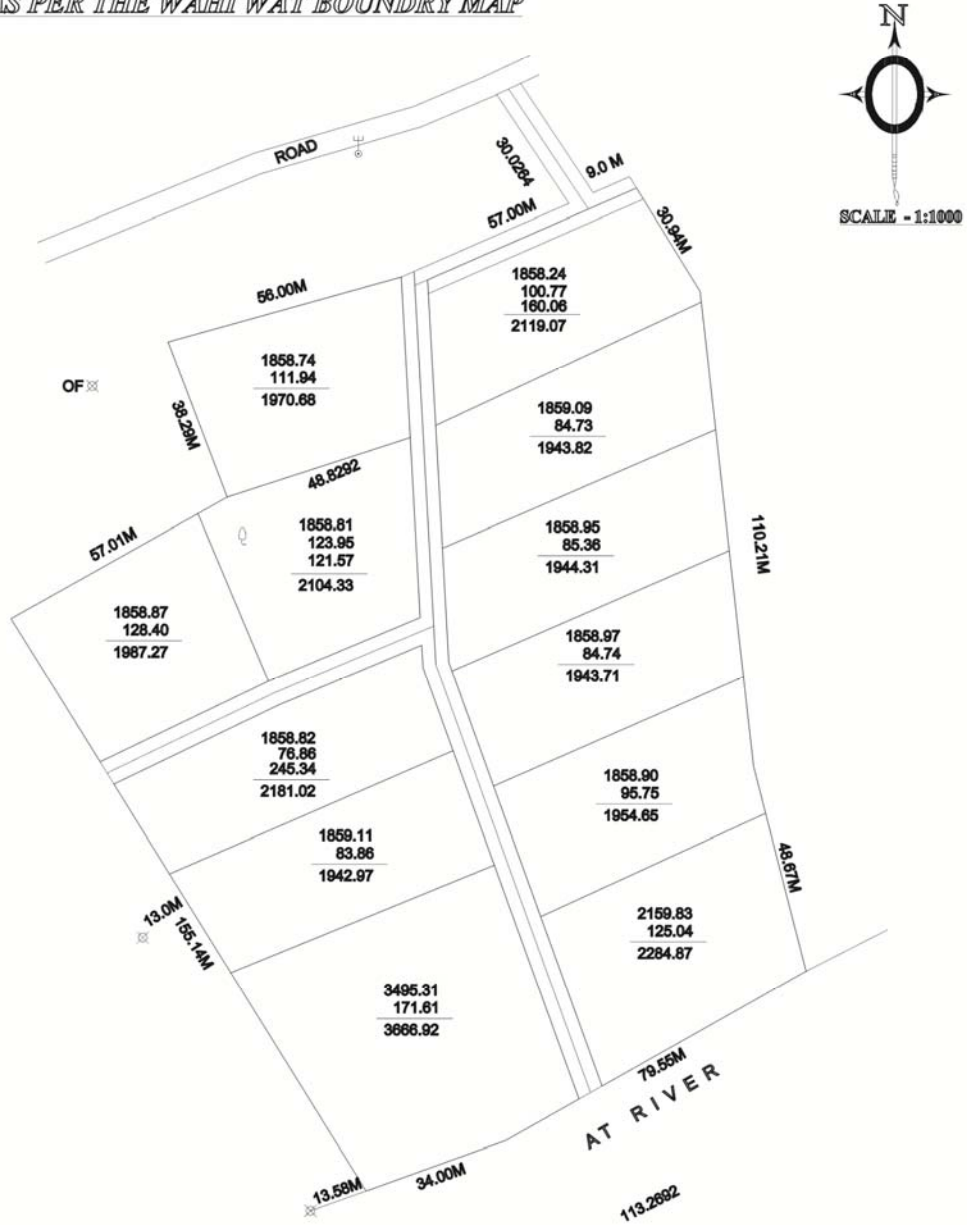 AS PER THE WAHI WAT BOUNDRY MAP
N
SCALE - 1:1000
ROAD
30.0264
9.0 M
57.00M
30.94M
56.00M
1858.24
100.77
160.06
2119.07
1858.74
111.94
1970.68
OF
38.29M
1859.09
84.73
1943.82
48.8292
57.01M
1858.81
123.95
121.57
2104.33
1858.95
85.36
1944.31
110.21M
1858.87
128.40
1987.27
1858.97
84.74
1943.71
1858.82
76.86
245.34
2181.02
1858.90
95.75
1954.65
1859.11
83.86
1942.97
48.67M
13.0M
155.14M
2159.83
125.04
2284.87
3495.31
171.61
3666.92
79.55M
AT RIVER
34.00M
13.58M
113.2692